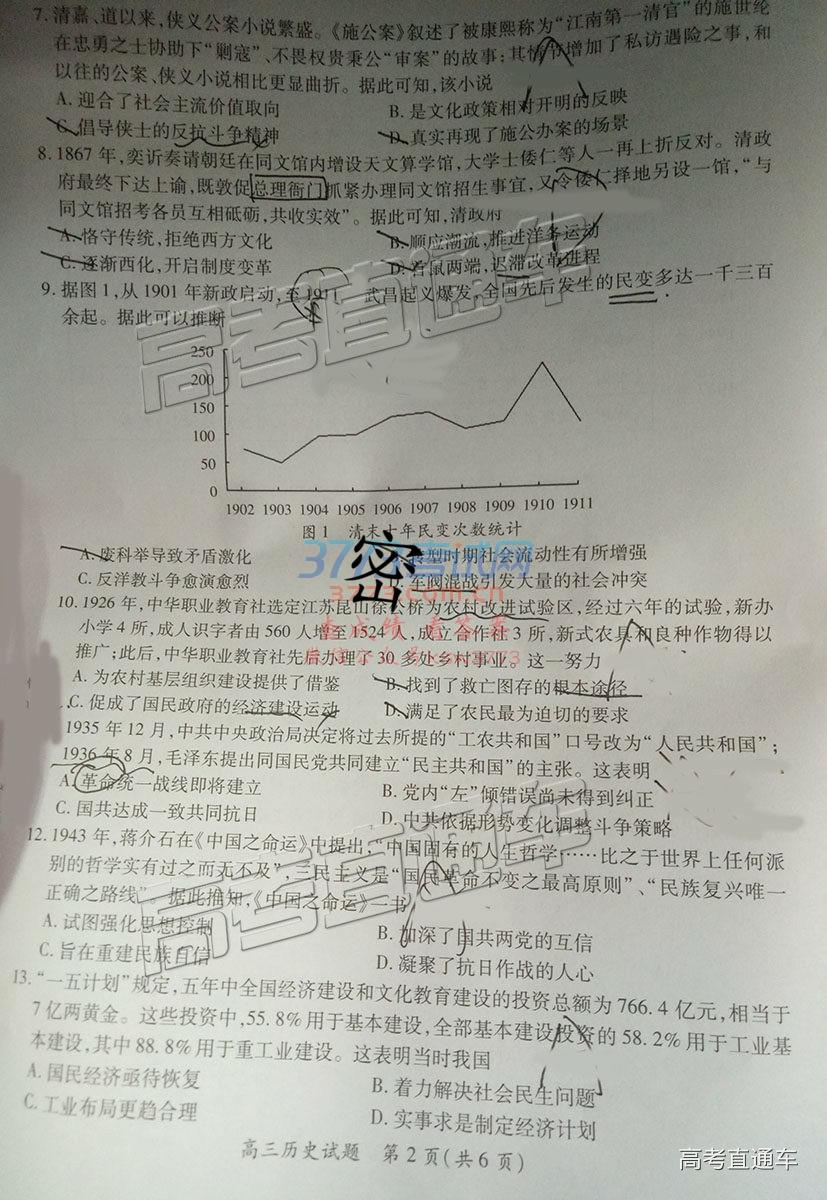 7. 清嘉、道以来，侠义公案小说繁盛。《施公案》叙述了被康熙称为“江南第一清官”的施世纶
在忠勇之士协助下“剿寇”、不畏权贵秉公“审案”的故事；其情节增加了私访遇险之事，和
以往的公案、侠义小说相比更显曲折。据此可知，该小说
A. 迎合了社会主流价值取向 B. 是文化政策相对开明的反映
C. 倡导侠士的反抗斗争精神 D. 真实再现了施公办案的场景
8. 1867 年，奕䜣奏请朝廷在同文馆内增设天文算学馆，大学士倭仁等人一再上折反对。清政
府最终下达上谕，既敦促总理衙门抓紧办理同文馆招生事宜，又令倭仁择地另设一馆，“与
同文馆招考各员互相砥砺，共收实效”。据此可知，清政府
A. 恪守传统，拒绝西方文化 B. 顺应潮流，推进洋务运动
C. 逐渐西化，开启制度变革 D. 首鼠两端，迟滞改革进程
9. 据图 1，从 1901 年新政启动，至 1911 武昌起义爆发，全国先后发生的民变多达一千三百
余起。据此可以推断
250
200
150
100
50
0
1902 1903 1904 1905 1906 1907 1908 1909 1910 1911
图 1 清末十年民变次数统计
A. 废科举导致矛盾激化 转型时期社会流动性有所增强
C. 反洋教斗争愈演愈烈 D. 军阀混战引发大量的社会冲突
密
10. 1926 年，中华职业教育社选定江苏昆山徐公桥为农村改进试验区，经过六年的试验，新办
小学 4 所，成人识字者由 560 人增至 1524 人，成立合作社 3 所，新式农具和良种作物得以
推广；此后，中华职业教育社先后办理了 30 多处乡村事业。这一努力
A. 为农村基层组织建设提供了借鉴 B. 找到了救亡图存的根本途径
C. 促成了国民政府的经济建设运动 D. 满足了农民最为迫切的要求
1935 年 12 月，中共中央政治局决定将过去所提的“工农共和国”口号改为“人民共和国”；
1936 年 8 月，毛泽东提出同国民党共同建立“民主共和国”的主张。这表明
A. 革命统一战线即将建立 B. 党内“左”倾错误尚未得到纠正
C. 国共达成一致共同抗日 D. 中共依据形势变化调整斗争策略
12. 1943 年，蒋介石在《中国之命运》中提出，“中国固有的人生哲学……比之于世界上任何派
别的哲学实有过之而无不及”，三民主义是“国民革命不变之最高原则”、“民族复兴唯一
正确之路线”。据此推知，《中国之命运》一书
A. 试图强化思想控制 B. 加深了国共两党的互信
C. 旨在重建民族自信 D. 凝聚了抗日作战的人心
13. “一五计划”规定，五年中全国经济建设和文化教育建设的投资总额为 766.4 亿元，相当于
7 亿两黄金。这些投资中，55.8% 用于基本建设，全部基本建设投资的 58.2% 用于工业基
本建设，其中 88.8% 用于重工业建设。这表明当时我国
A. 国民经济亟待恢复 B. 着力解决社会民生问题
C. 工业布局更趋合理 D. 实事求是制定经济计划
高三历史试题 第 2 页（共 6 页）
高考直通车
高考直通车
高考直通车